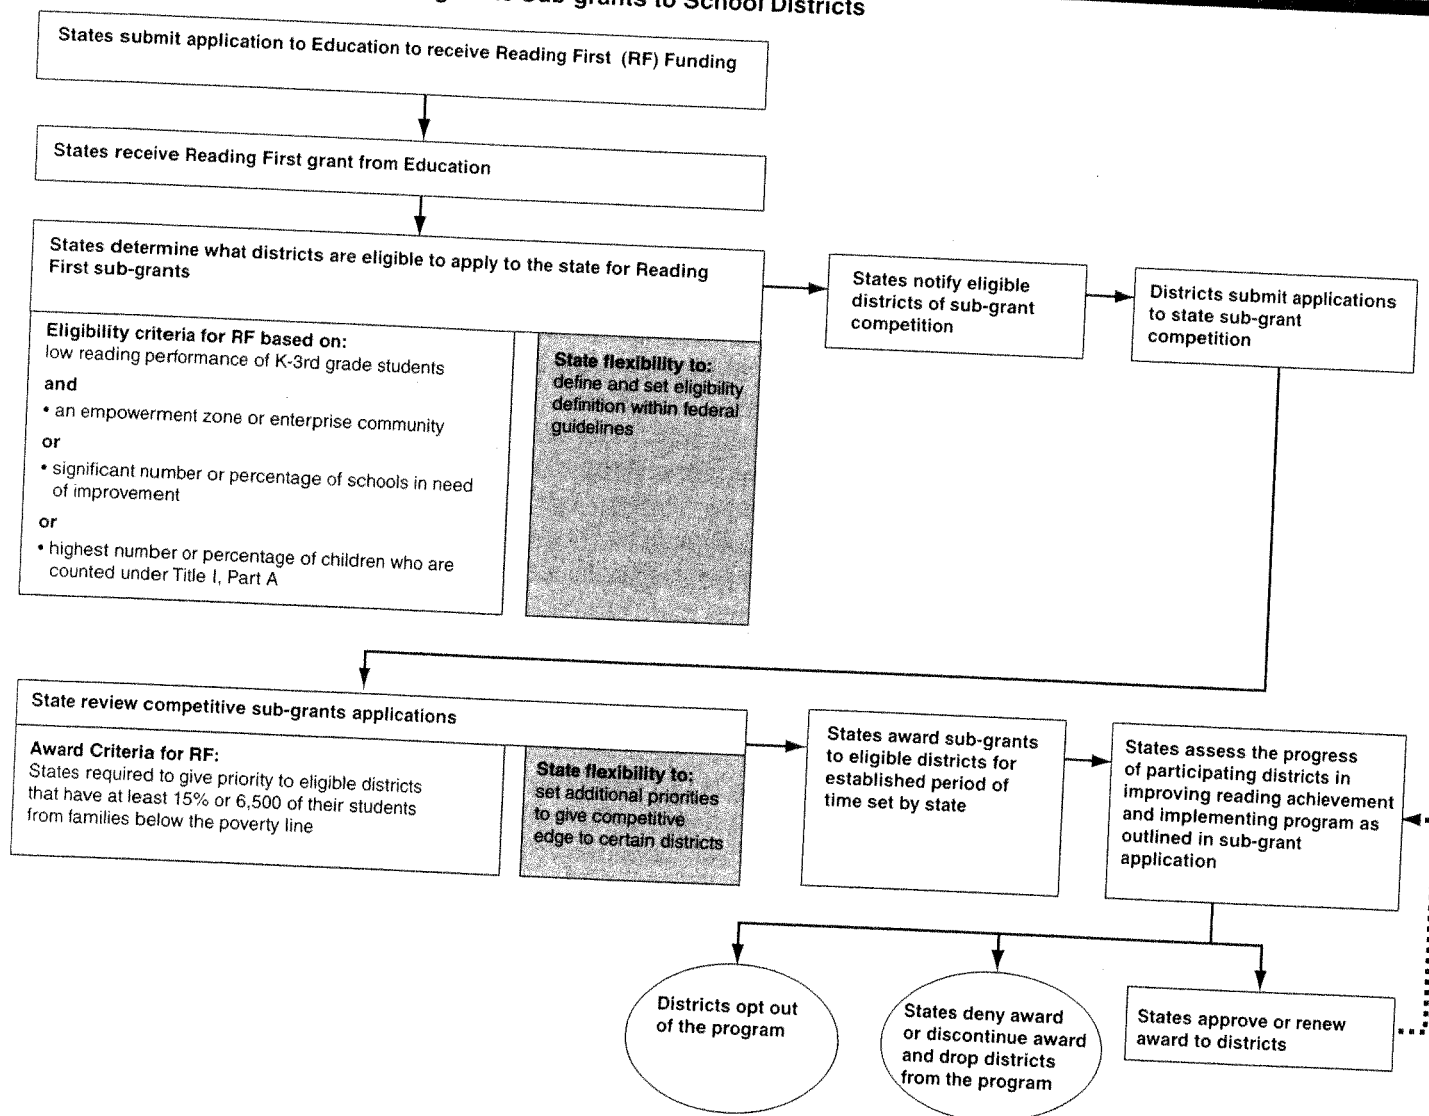 Sub-grants to School Districts
States submit application to Education to receive Reading First (RF) Funding
States receive Reading First grant from Education
States determine what districts are eligible to apply to the state for Reading
First sub-grants
Eligibility criteria for RF based on:
low reading performance of K-3rd grade students
and
• an empowerment zone or enterprise community
or
• significant number or percentage of schools in need
of improvement
or
• highest number or percentage of children who are
counted under Title I, Part A
State flexibility to:
define and set eligibility
definition within federal
guidelines
States notify eligible
districts of sub-grant
competition
Districts submit applications
to state sub-grant
competition
State review competitive sub-grants applications
Award Criteria for RF:
States required to give priority to eligible districts
that have at least 15% or 6,500 of their students
from families below the poverty line
State flexibility to:
set additional priorities
to give competitive
edge to certain districts
States award sub-grants
to eligible districts for
established period of
time set by state
States assess the progress
of participating districts in
improving reading achievement
and implementing program as
outlined in sub-grant
application
Districts opt out
of the program
States deny award
or discontinue award
and drop districts
from the program
States approve or renew
award to districts